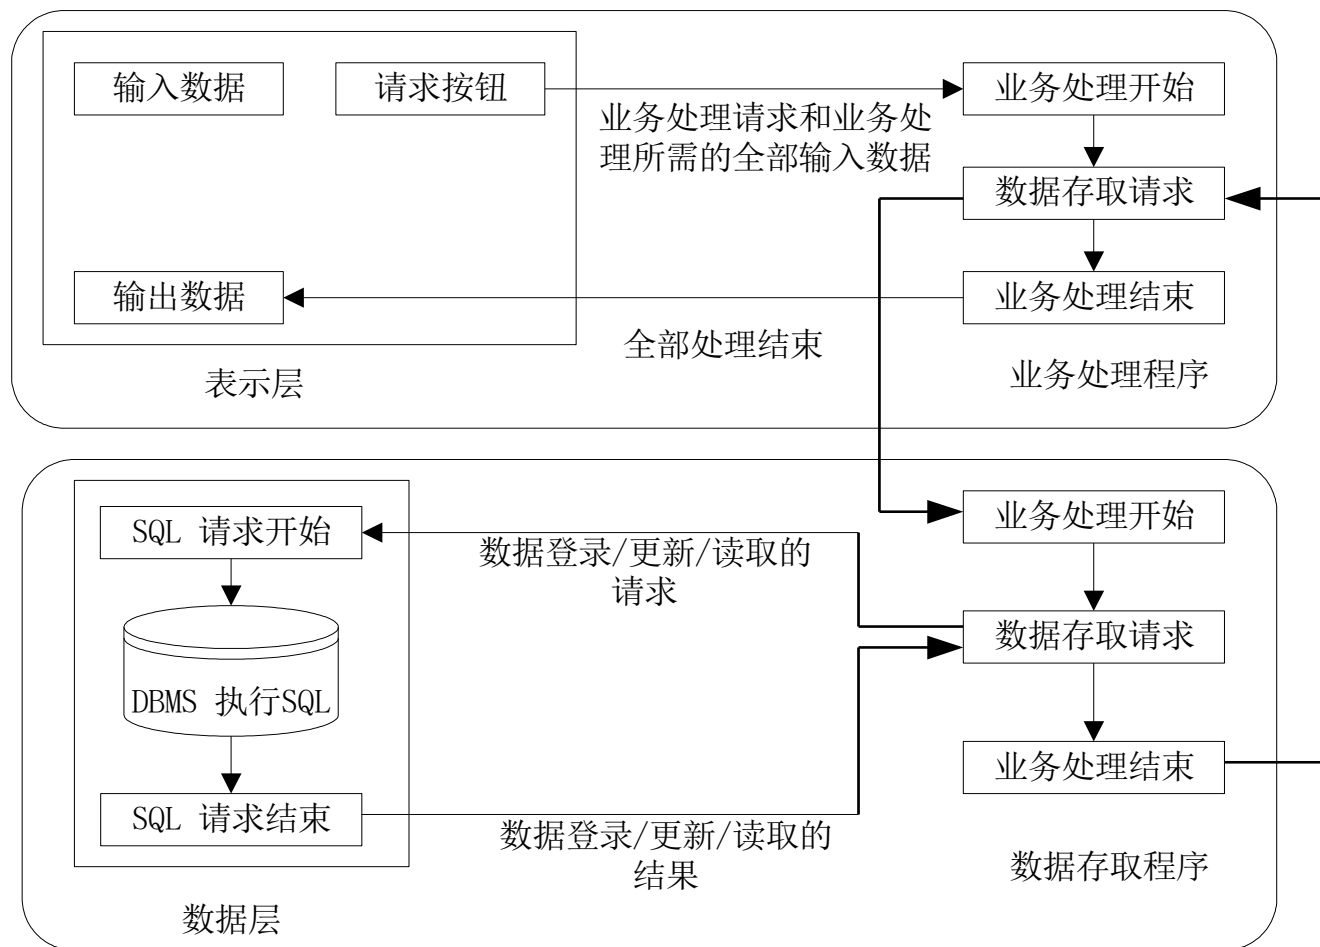 输入数据
请求按钮
业务处理开始
业务处理请求和业务处
理所需的全部输入数据
数据存取请求
输出数据
业务处理结束
全部处理结束
表示层
业务处理程序
SQL 请求开始
业务处理开始
数据登录/更新/读取的
请求
数据存取请求
DBMS 执行SQL
业务处理结束
SQL 请求结束
数据登录/更新/读取的
结果
数据存取程序
数据层